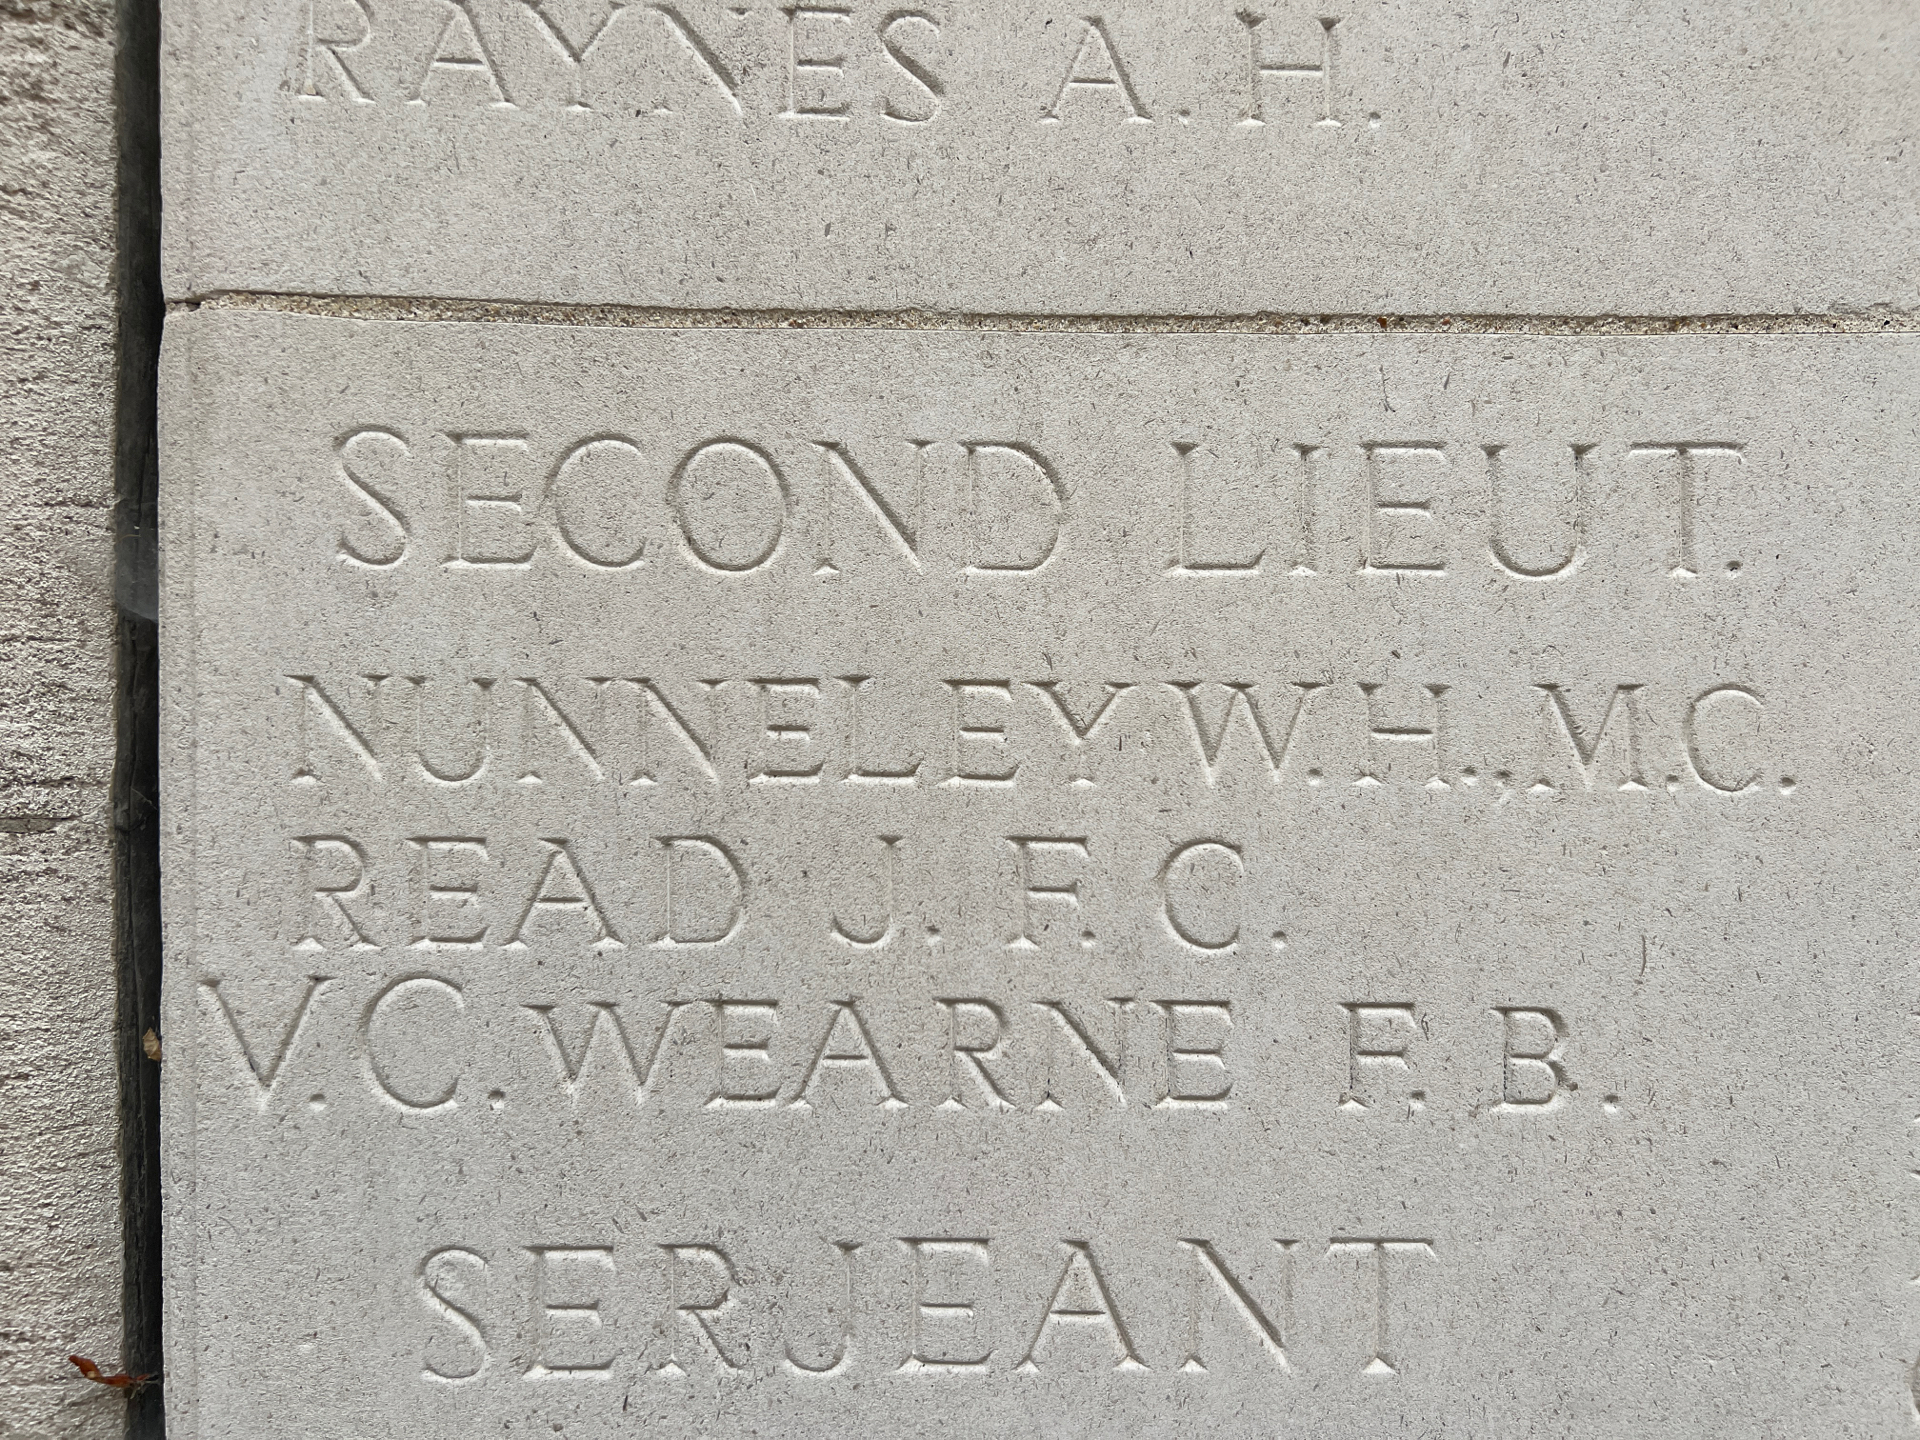 RAYNES A.H.
SECOND LIEUT.
NUNNELEY W.H., M.C.
READ J. F. C.
V.C. WEARNE F. B.
SERJEANT